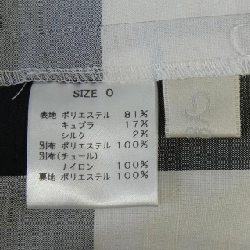 SIZE 0
表地 ポリエステル 81%
キュプラ 17%
シルク 2%
別布 ポリエステル 100%
別布(チュール)
ナイロン 100%
裏地 ポリエステル 100%